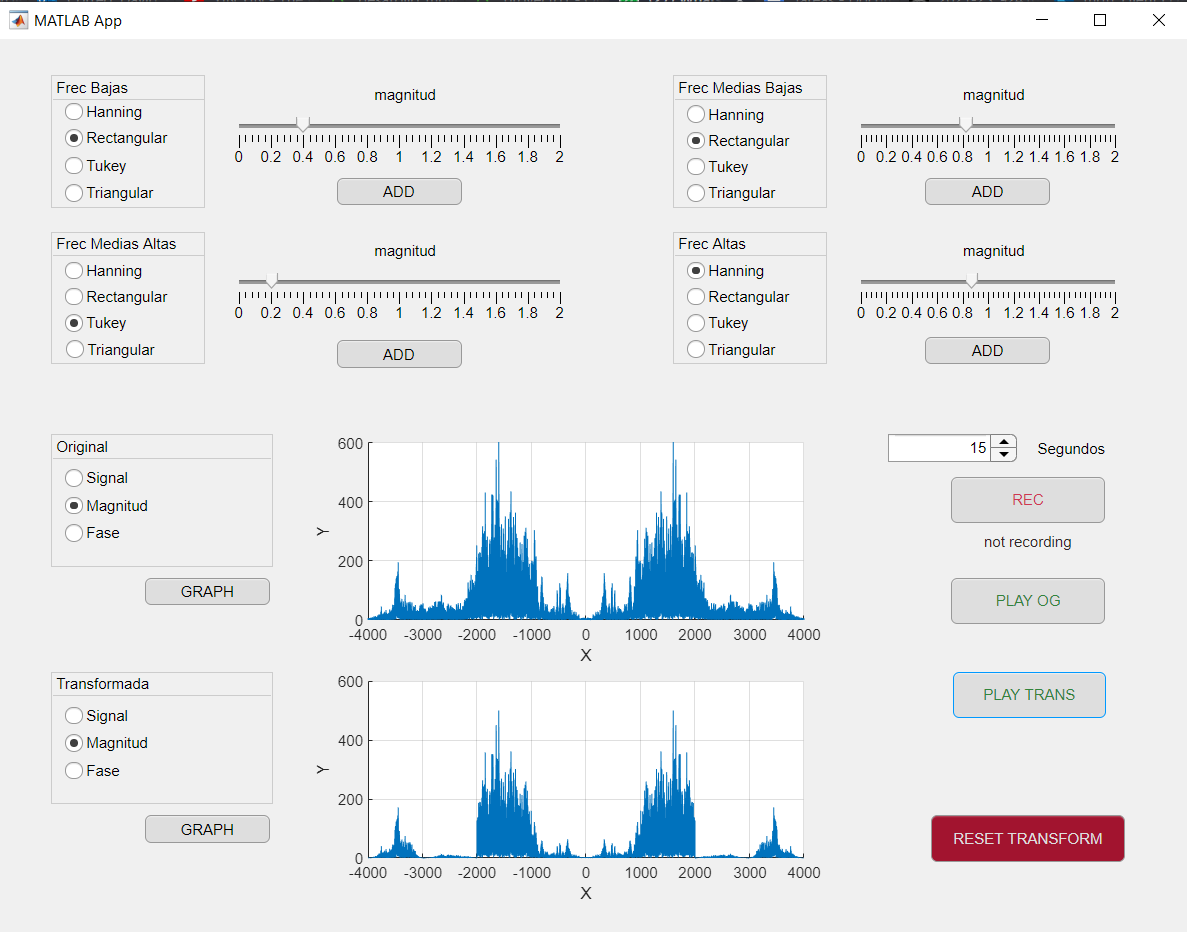 MATLAB App
Frec Bajas
Hanning
Rectangular
Tukey
Triangular
magnitud
0 0.2 0.4 0.6 0.8 1 1.2 1.4 1.6 1.8 2
ADD
Frec Medias Bajas
Hanning
Rectangular
Tukey
Triangular
magnitud
0 0.2 0.4 0.6 0.8 1 1.2 1.4 1.6 1.8 2
ADD
Frec Medias Altas
Hanning
Rectangular
Tukey
Triangular
magnitud
0 0.2 0.4 0.6 0.8 1 1.2 1.4 1.6 1.8 2
ADD
Frec Altas
Hanning
Rectangular
Tukey
Triangular
magnitud
0 0.2 0.4 0.6 0.8 1 1.2 1.4 1.6 1.8 2
ADD
Original
Signal
Magnitud
Fase
GRAPH
600
400
200
0
Y
-4000 -3000 -2000 -1000 0 1000 2000 3000 4000
X
15 Segundos
REC
not recording
PLAY OG
Transformada
Signal
Magnitud
Fase
GRAPH
600
400
200
0
Y
-4000 -3000 -2000 -1000 0 1000 2000 3000 4000
X
PLAY TRANS
RESET TRANSFORM